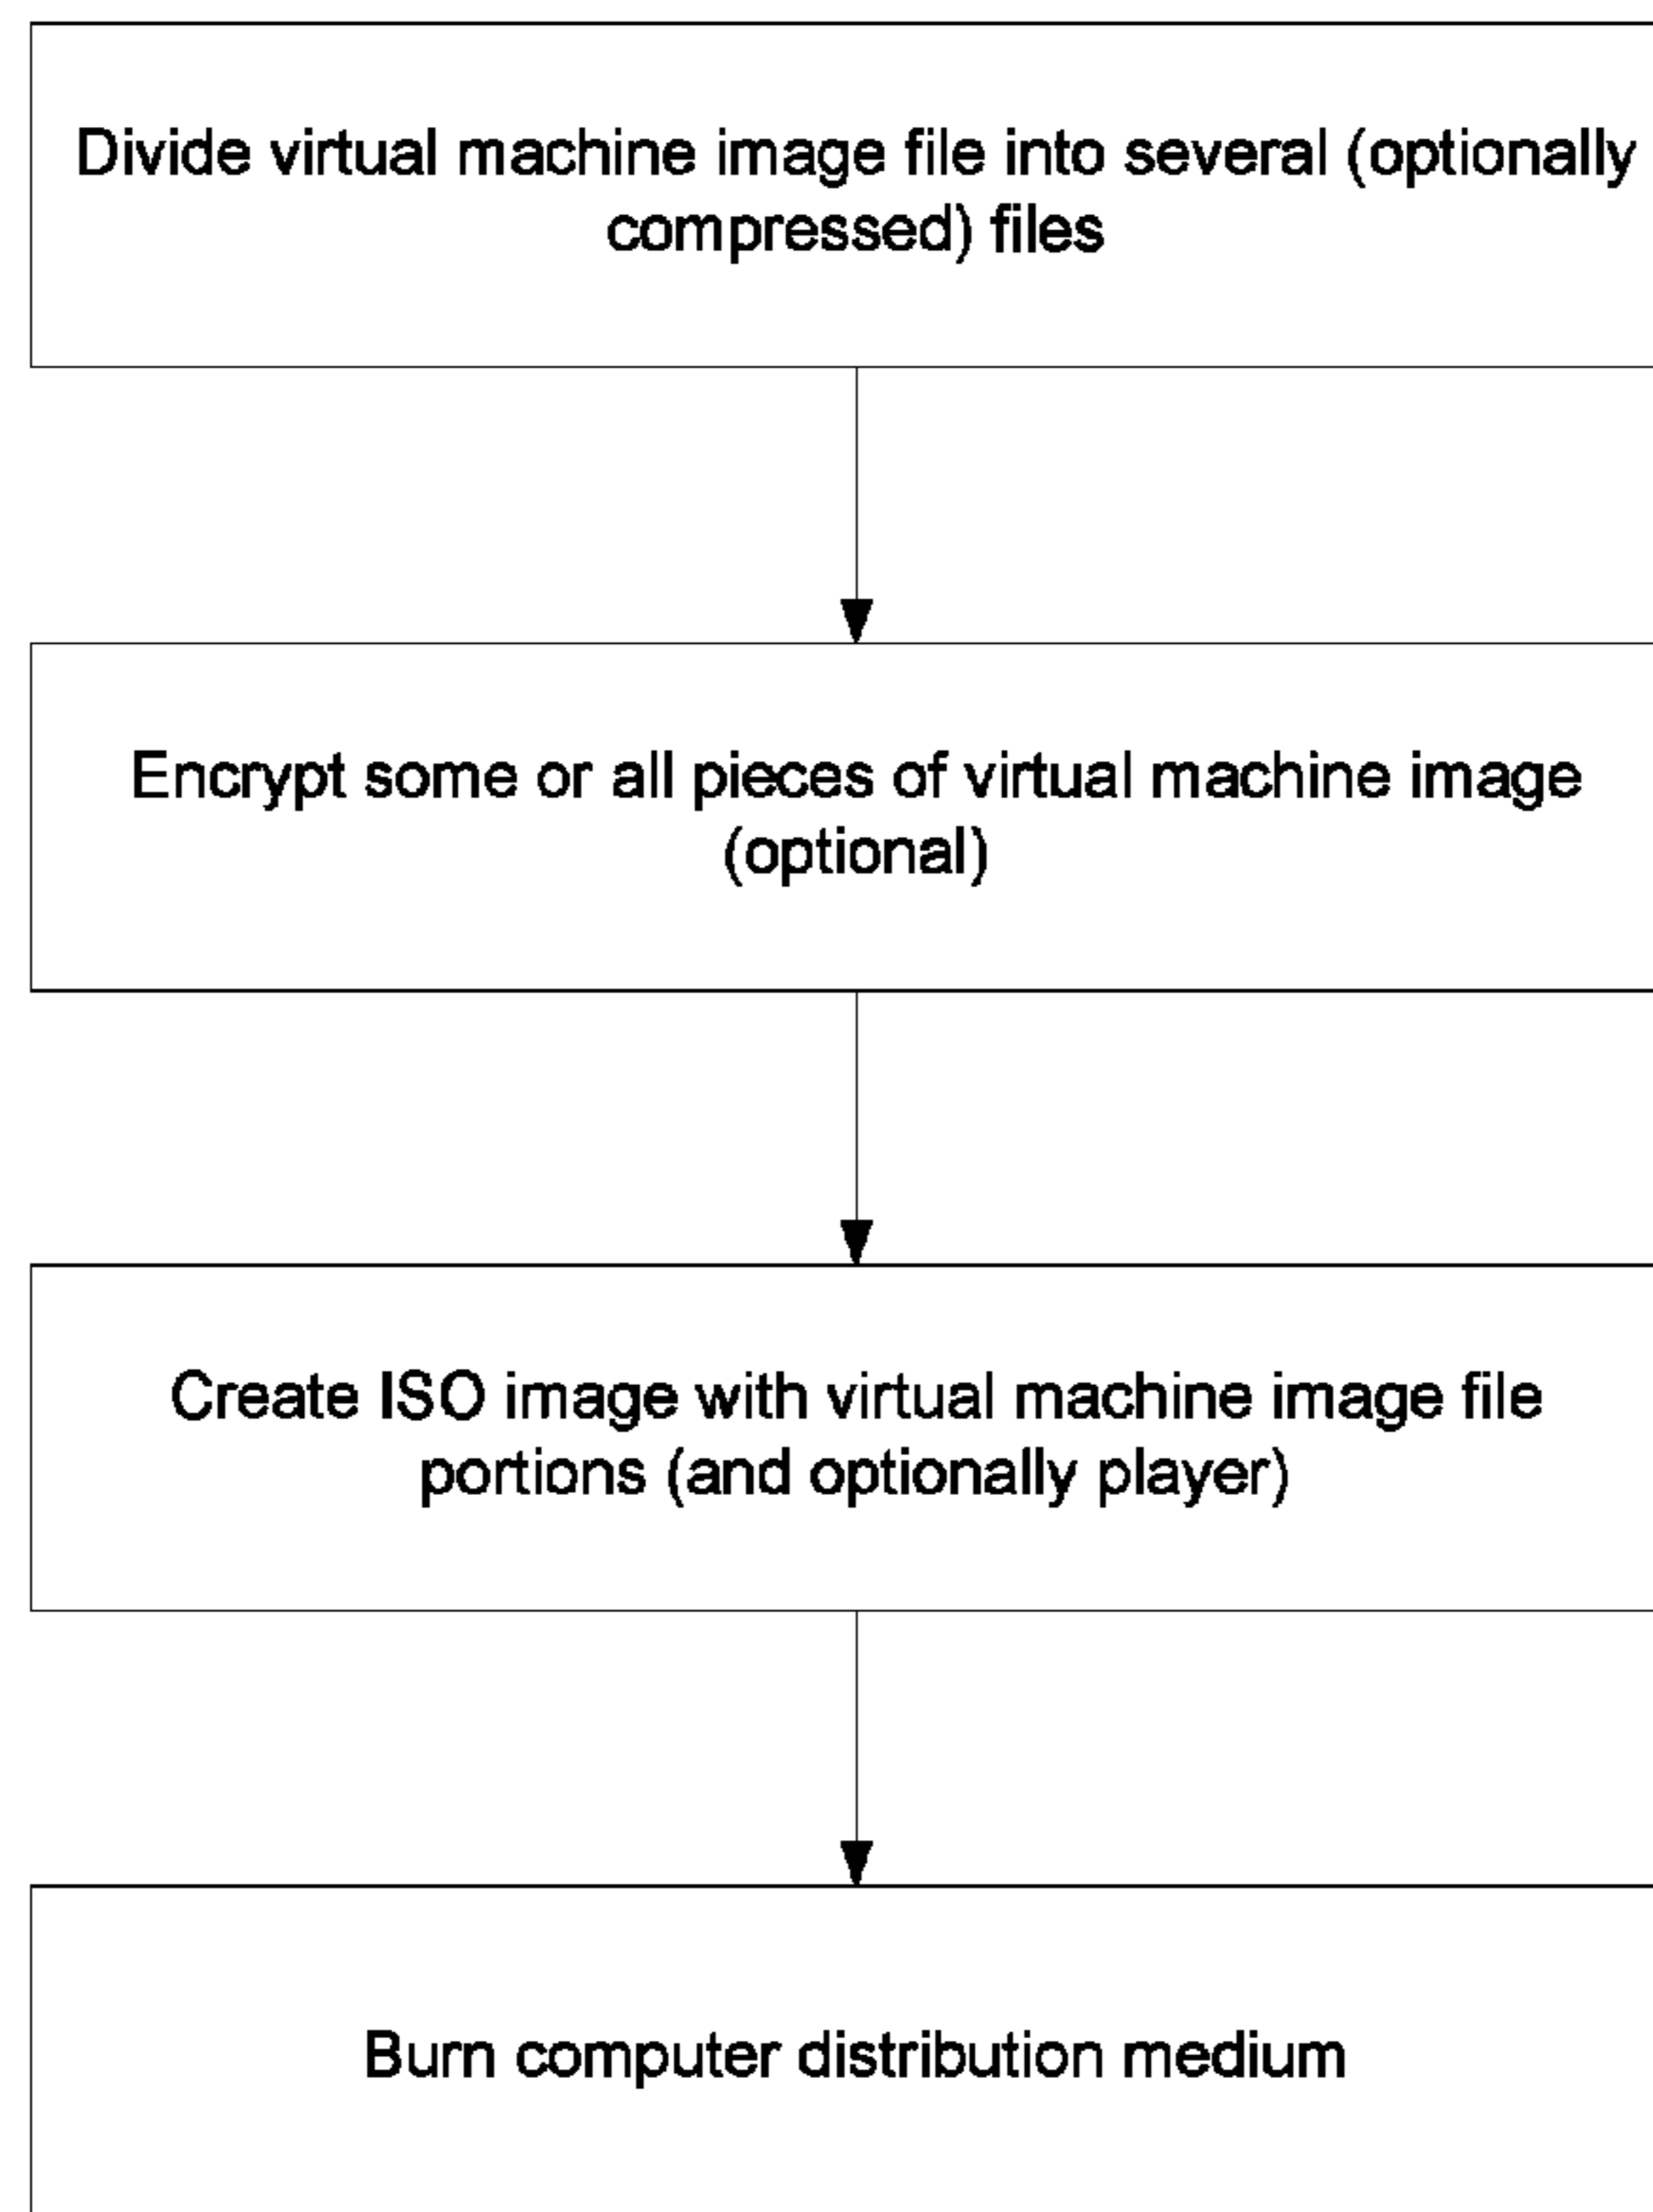 Divide virtual machine image file into several (optionally
compressed) files
Encrypt some or all pieces of virtual machine image
(optional)
Create ISO image with virtual machine image file
portions (and optionally player)
Burn computer distribution medium